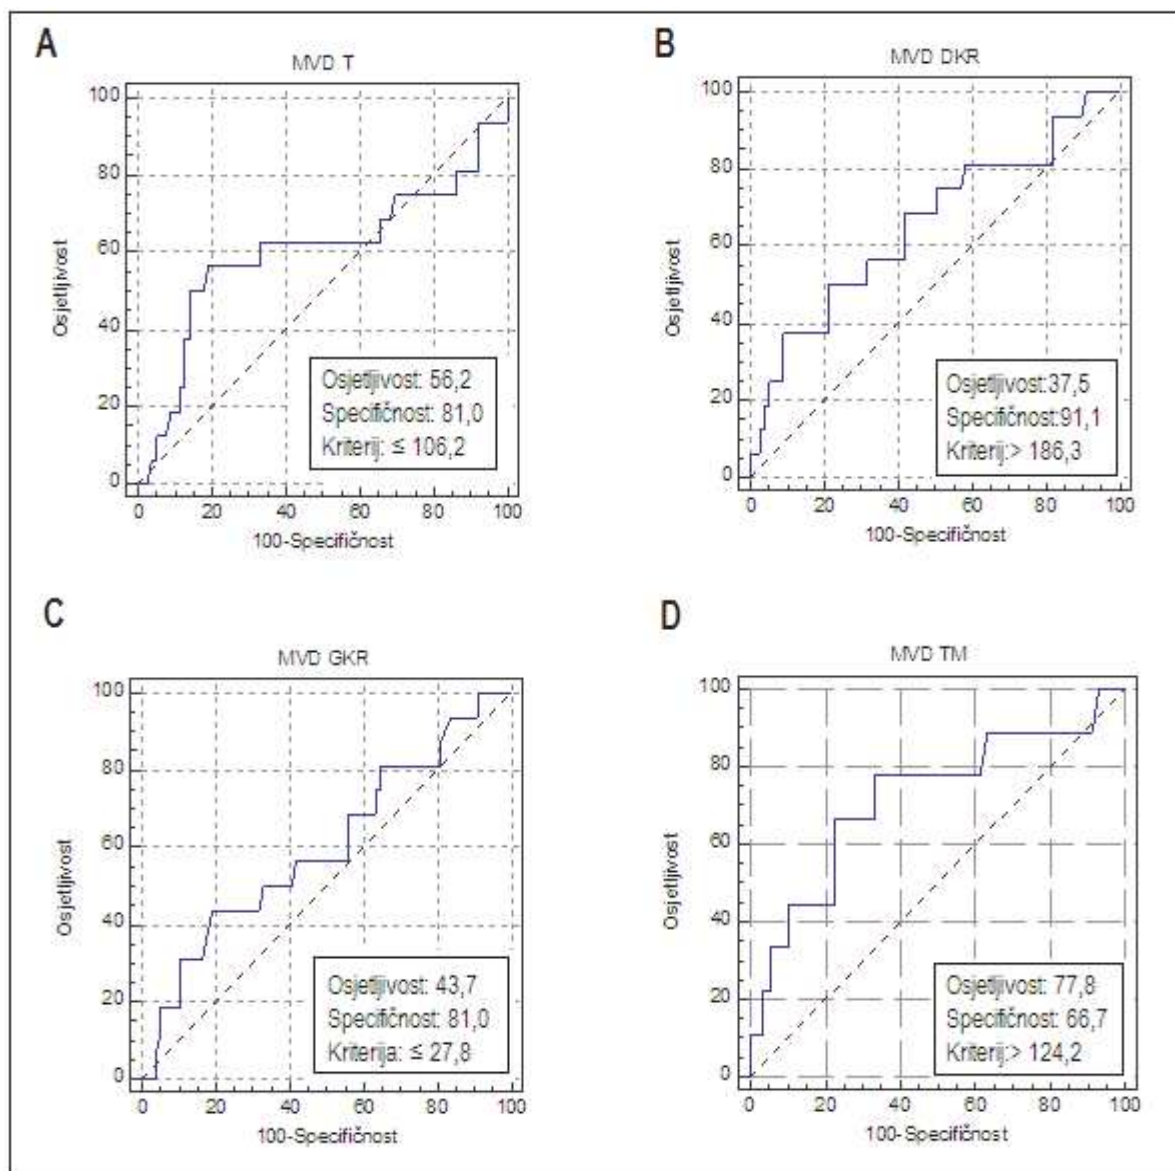 A
MVD T
100
80
60
40
20
0
Osjetljivost
Osjetljivost: 56,2
Specifičnost: 81,0
Kriterij: ≤ 106,2
0 20 40 60 80 100
100-Specifičnost
B
MVD DKR
100
80
60
40
20
0
Osjetljivost
Osjetljivost:37,5
Specifičnost:91,1
Kriterij:> 186,3
0 20 40 60 80 100
100-Specifičnost
C
MVD GKR
100
80
60
40
20
0
Osjetljivost
Osjetljivost: 43,7
Specifičnost: 81,0
Kriterija: ≤ 27,8
0 20 40 60 80 100
100-Specifičnost
D
MVD TM
100
80
60
40
20
0
Osjetljivost
Osjetljivost: 77,8
Specifičnost: 66,7
Kriterij:> 124,2
0 20 40 60 80 100
100-Specifičnost